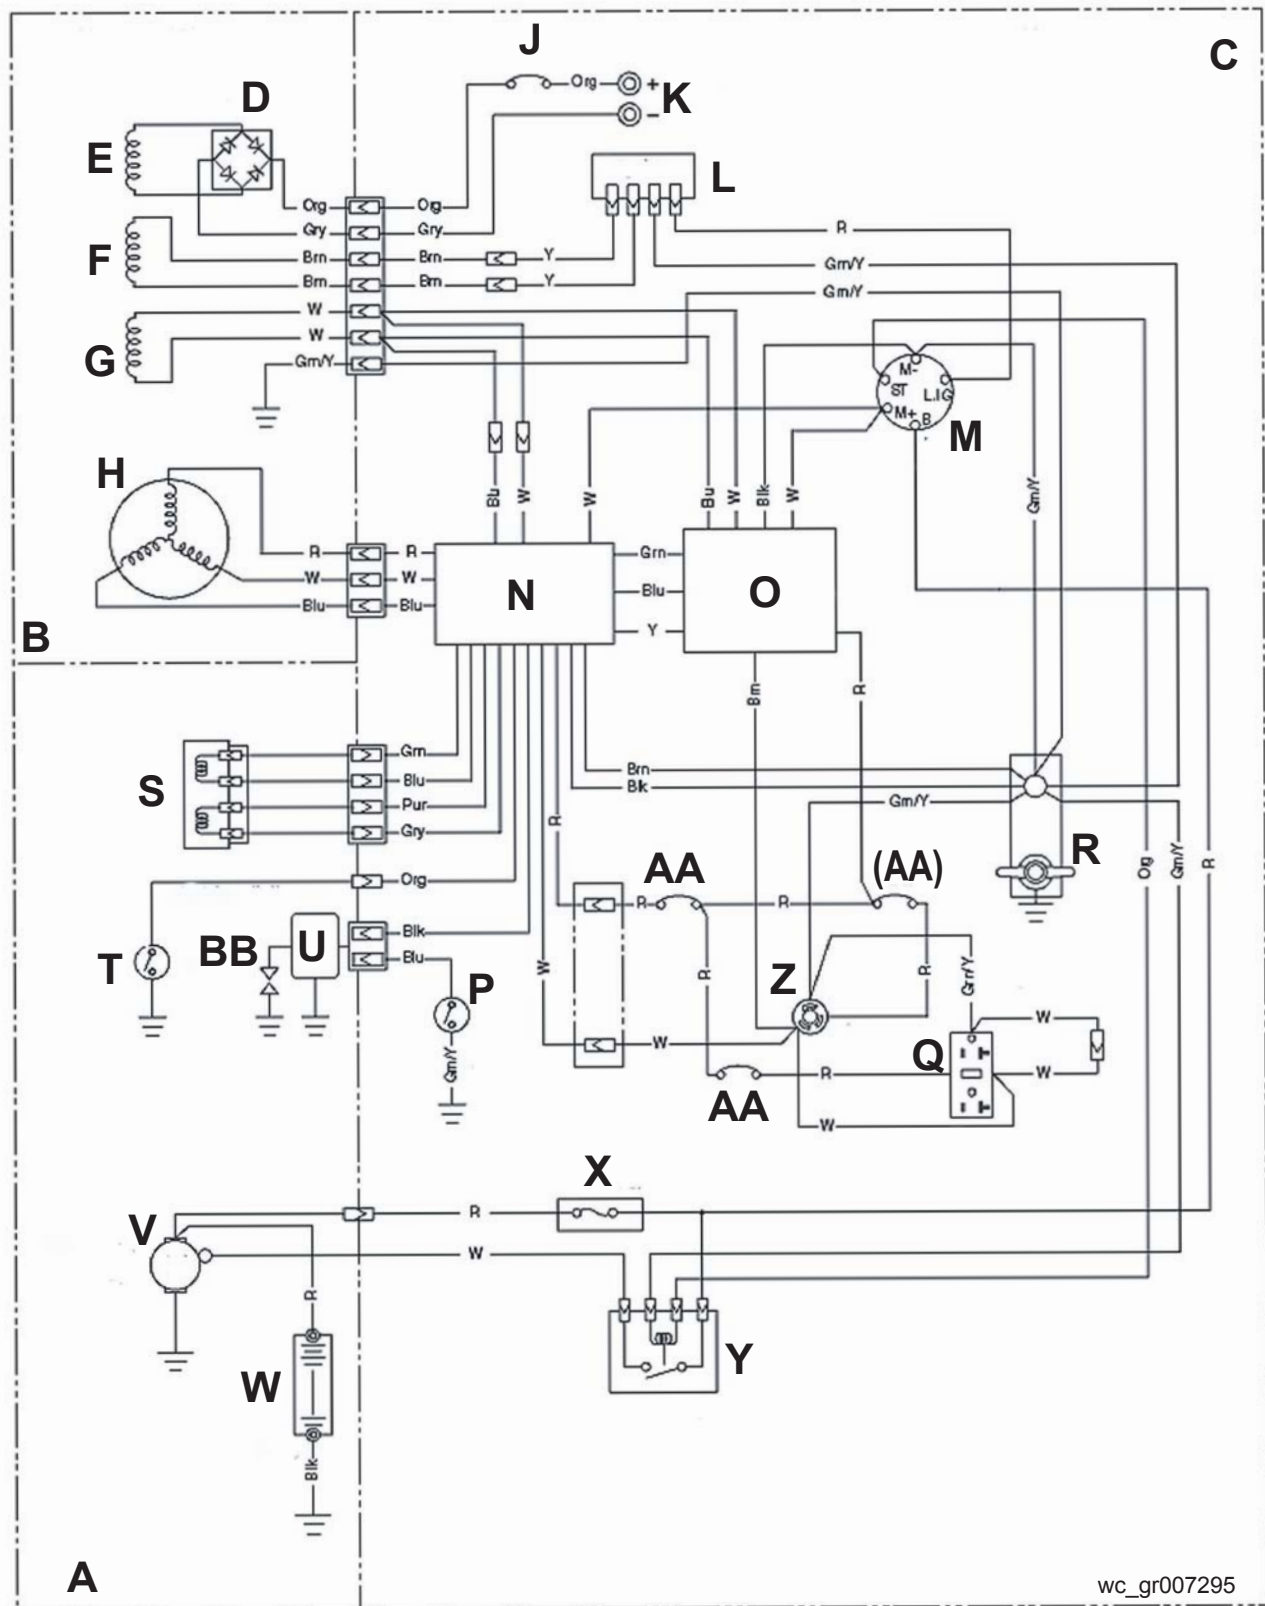 J
C
D
Org
+
K
−
E
L
Org
Org
R
Gry
Gry
F
Brn
Brn
Y
Grn/Y
Brn
Brn
Y
Grn/Y
W
G
W
Grn/Y
M-
ST
L.IG
M+
B
M
H
Blu
W
W
Bu
W
Blk
W
Grn/Y
R
R
Grn
W
W
N
Blu
O
Blu
Blu
Y
B
Brn
R
Grn
Brn
S
Blu
Blk
Pur
Grn/Y
Gry
R
R
AA
(AA)
Org
Grn/Y
R
Org
R
R
BB
U
Blk
T
Blu
W
R
Z
R
Grn/Y
P
W
W
Q
Grn/Y
R
W
AA
W
X
V
R
W
R
Y
W
Blk
A
wc_gr007295